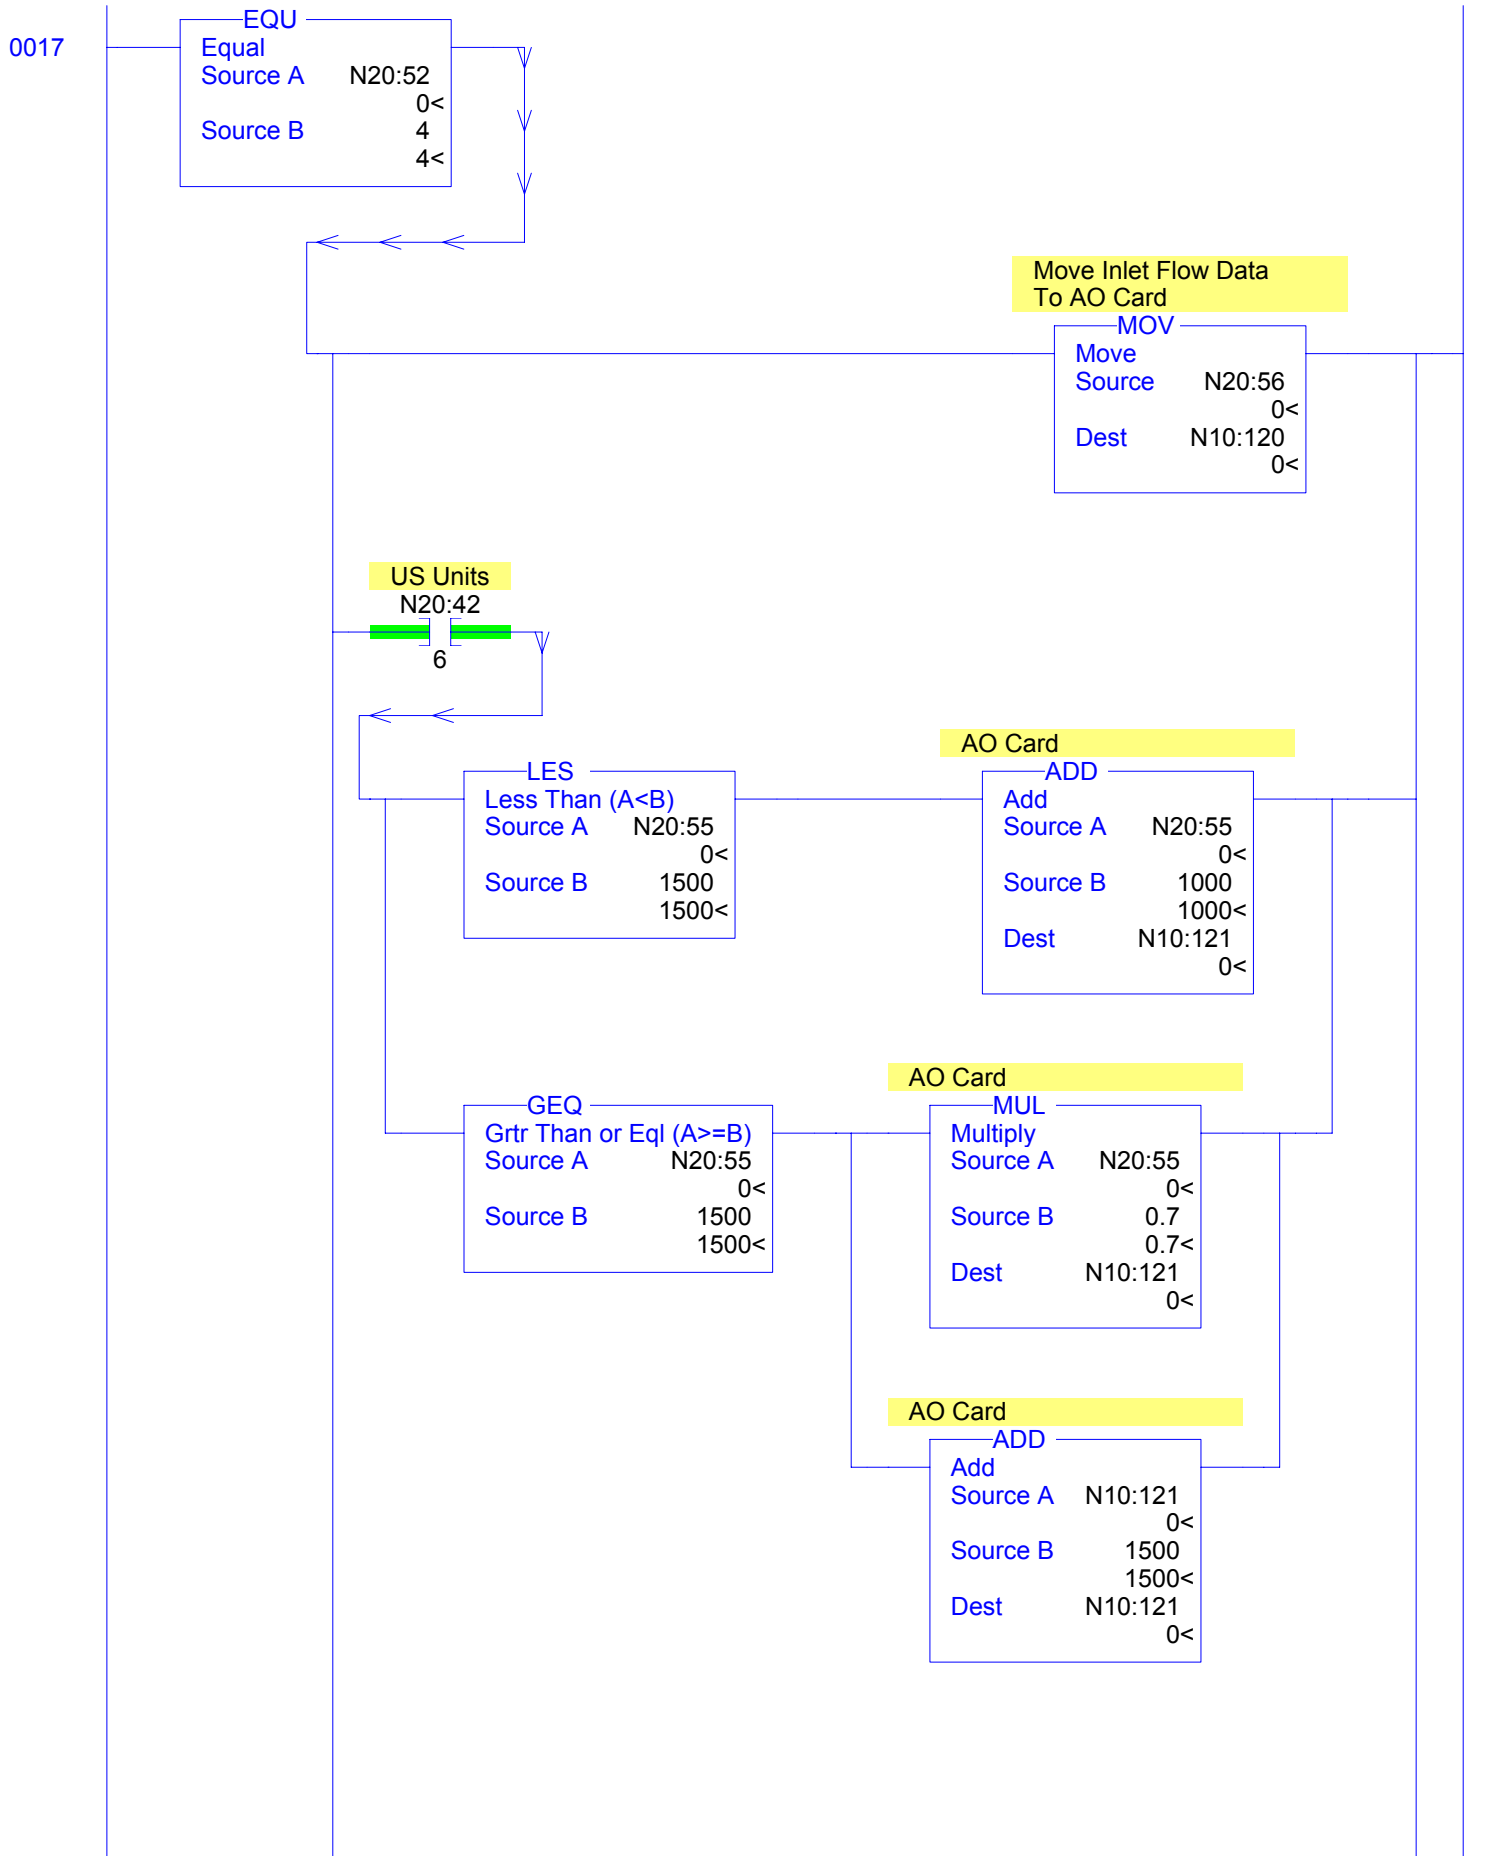 EQU
0017
Equal
Source A N20:52
0<
Source B 4
4<
Move Inlet Flow Data
To AO Card
MOV
Move
Source N20:56
0<
Dest N10:120
0<
US Units
N20:42
6
LES
Less Than (A<B)
Source A N20:55
0<
Source B 1500
1500<
AO Card
ADD
Add
Source A N20:55
0<
Source B 1000
1000<
Dest N10:121
0<
GEQ
Grtr Than or Eql (A>=B)
Source A N20:55
0<
Source B 1500
1500<
AO Card
MUL
Multiply
Source A N20:55
0<
Source B 0.7
0.7<
Dest N10:121
0<
AO Card
ADD
Add
Source A N10:121
0<
Source B 1500
1500<
Dest N10:121
0<